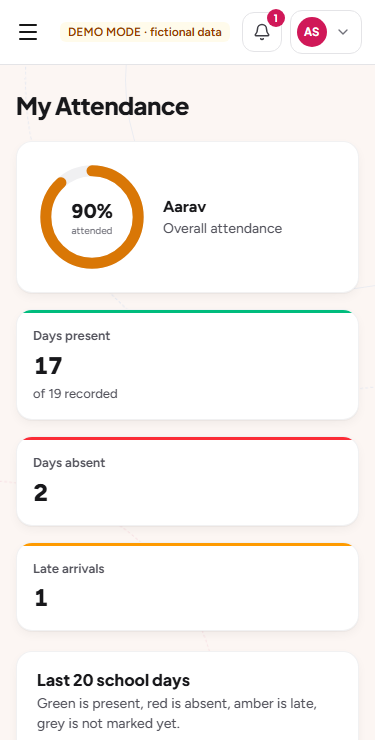 DEMO MODE · fictional data
1
AS
My Attendance
90%
attended
Aarav
Overall attendance
Days present
17
of 19 recorded
Days absent
2
Late arrivals
1
Last 20 school days
Green is present, red is absent, amber is late,
grey is not marked yet.